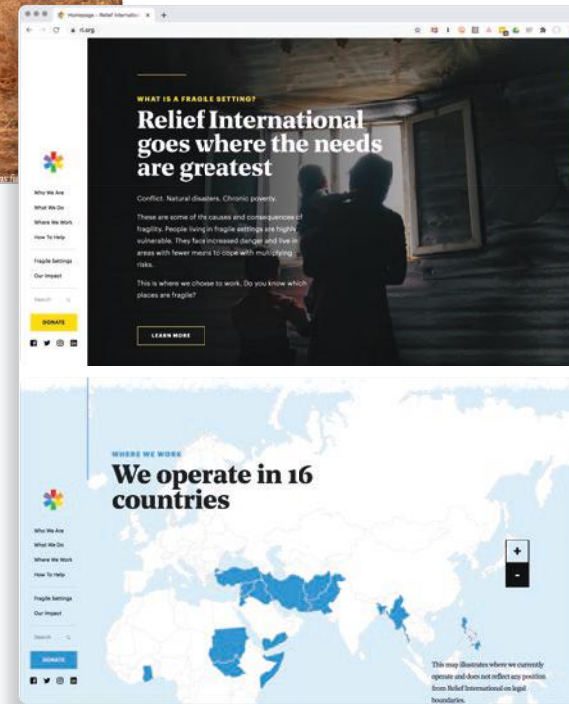 Homepage - Relief Internation
ri.org
WHAT IS A FRAGILE SETTING?
Relief International
goes where the needs
are greatest
Conflict. Natural disasters. Chronic poverty.
These are some of the causes and consequences of
fragility. People living in fragile settings are highly
vulnerable. They face increased danger and live in
areas with fewer means to cope with multiplying
risks.
This is where we choose to work. Do you know which
places are fragile?
LEARN MORE
Who We Are
What We Do
Where We Work
How To Help
Fragile Settings
Our Impact
Search
DONATE
WHERE WE WORK
We operate in 16
countries
Who We Are
What We Do
Where We Work
How To Help
Fragile Settings
Our Impact
Search
DONATE
+
-
This map illustrates where we currently
operate and does not reflect any position
from Relief International on legal
boundaries.